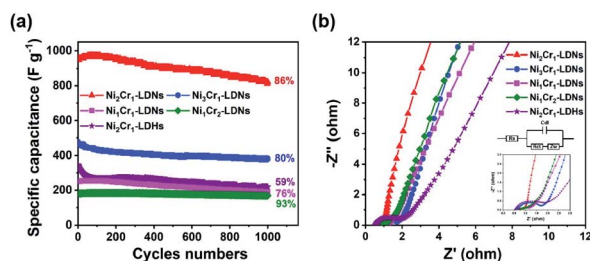 (a)
Specific capacitance (F g⁻¹)
1000
800
600
400
200
0
86%
Ni₂Cr₁-LDNs
Ni₃Cr₁-LDNs
Ni₁Cr₁-LDNs
Ni₁Cr₂-LDNs
Ni₂Cr₁-LDHs
80%
59%
76%
93%
0
200
400
600
800
1000
Cycles numbers
(b)
-Z'' (ohm)
12
10
8
6
4
2
0
Ni₂Cr₁-LDNs
Ni₃Cr₁-LDNs
Ni₁Cr₁-LDNs
Ni₁Cr₂-LDNs
Ni₂Cr₁-LDHs
Cdl
Rs
Z' (ohm)
0
2
4
6
8
10
12
Z' (ohm)